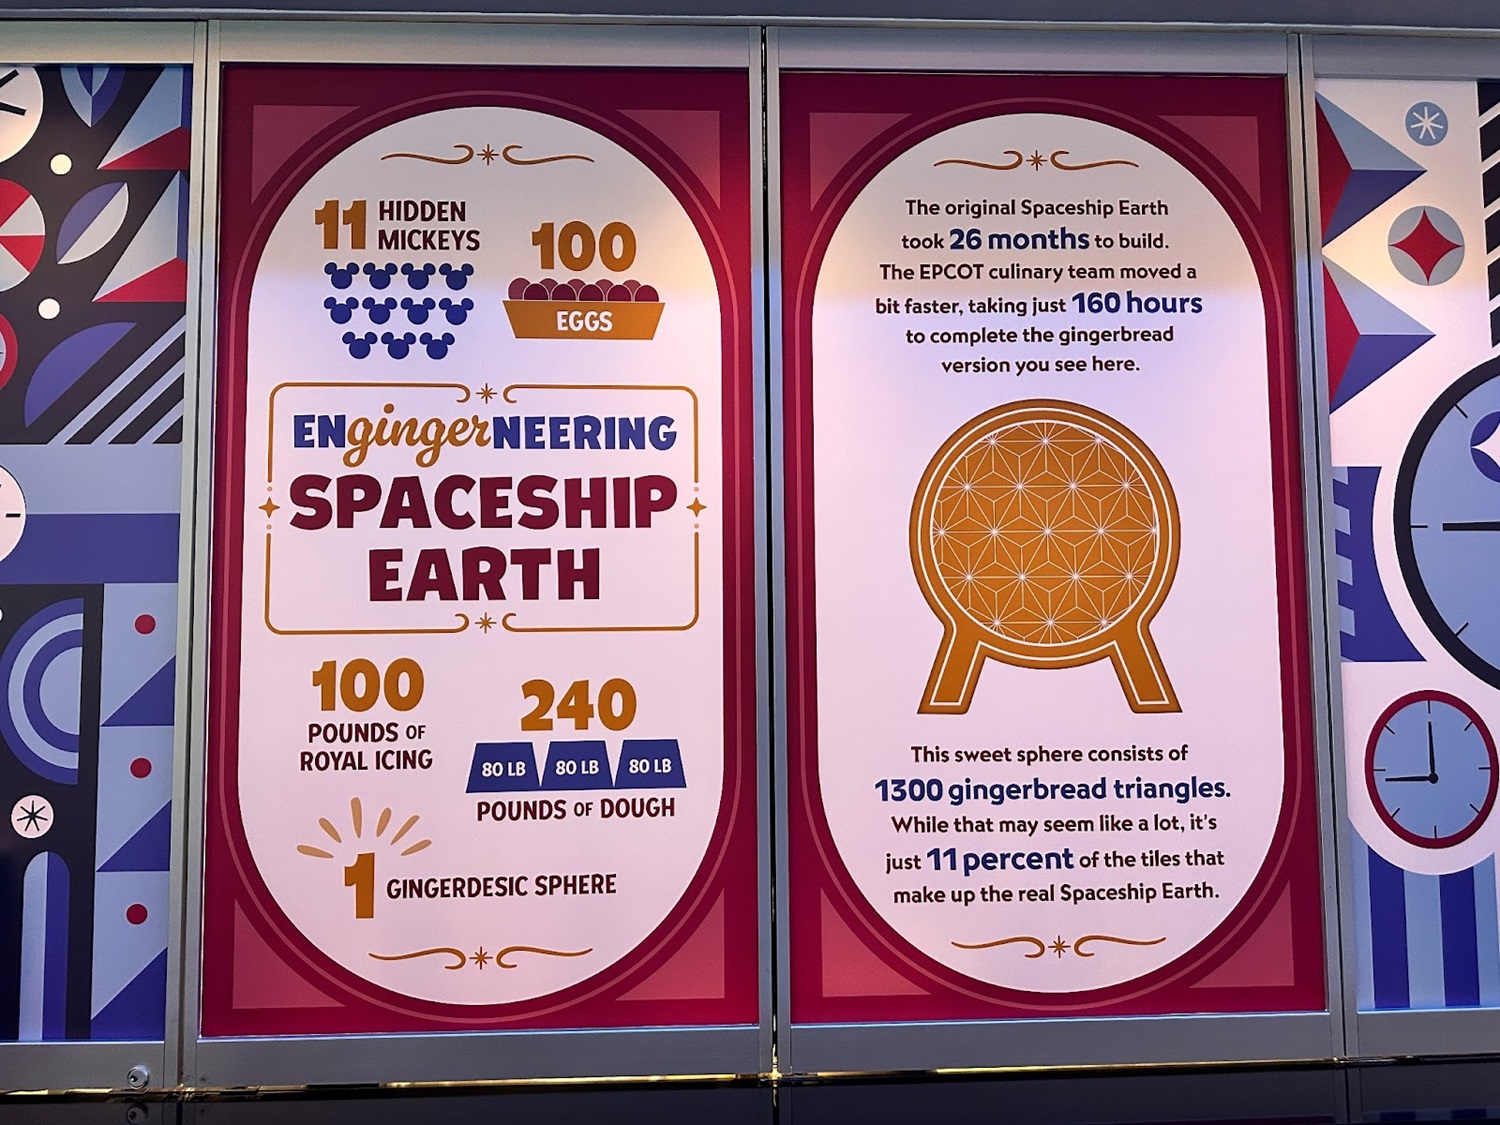 11 HIDDEN
MICKEYS
100
EGGS
ENgingerNEERING
SPACESHIP
EARTH
100
POUNDS OF
ROYAL ICING
240
80 LB 80 LB 80 LB
POUNDS OF DOUGH
1 GINGERDESIC SPHERE
The original Spaceship Earth
took 26 months to build.
The EPCOT culinary team moved a
bit faster, taking just 160 hours
to complete the gingerbread
version you see here.
This sweet sphere consists of
1300 gingerbread triangles.
While that may seem like a lot, it's
just 11 percent of the tiles that
make up the real Spaceship Earth.